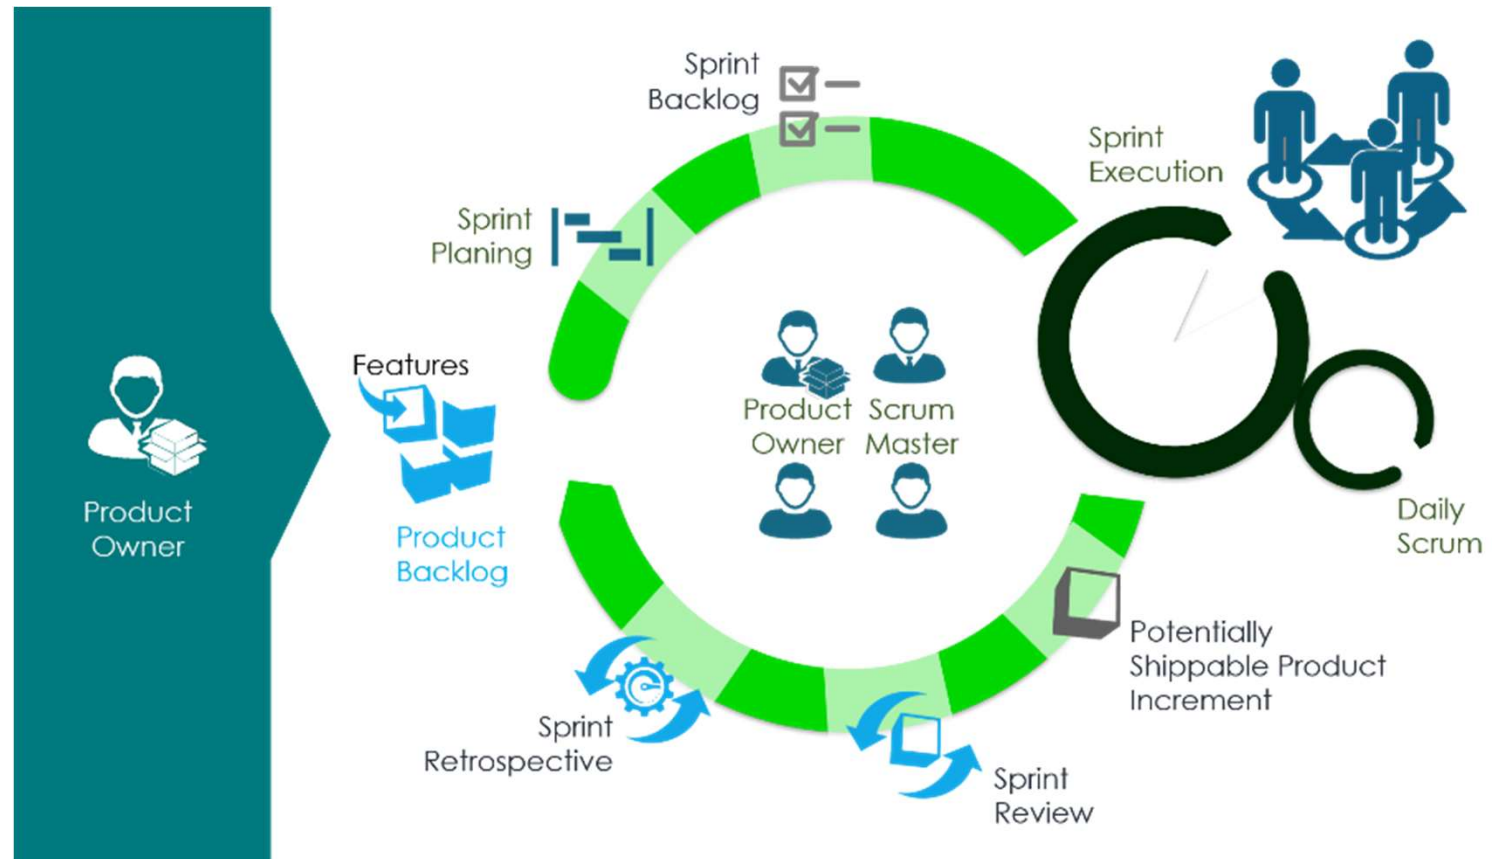 Product
Owner
Features
Product
Backlog
Sprint
Planing
Sprint
Backlog
Sprint
Execution
Daily
Scrum
Product
Owner
Scrum
Master
Potentially
Shippable Product
Increment
Sprint
Review
Sprint
Retrospective